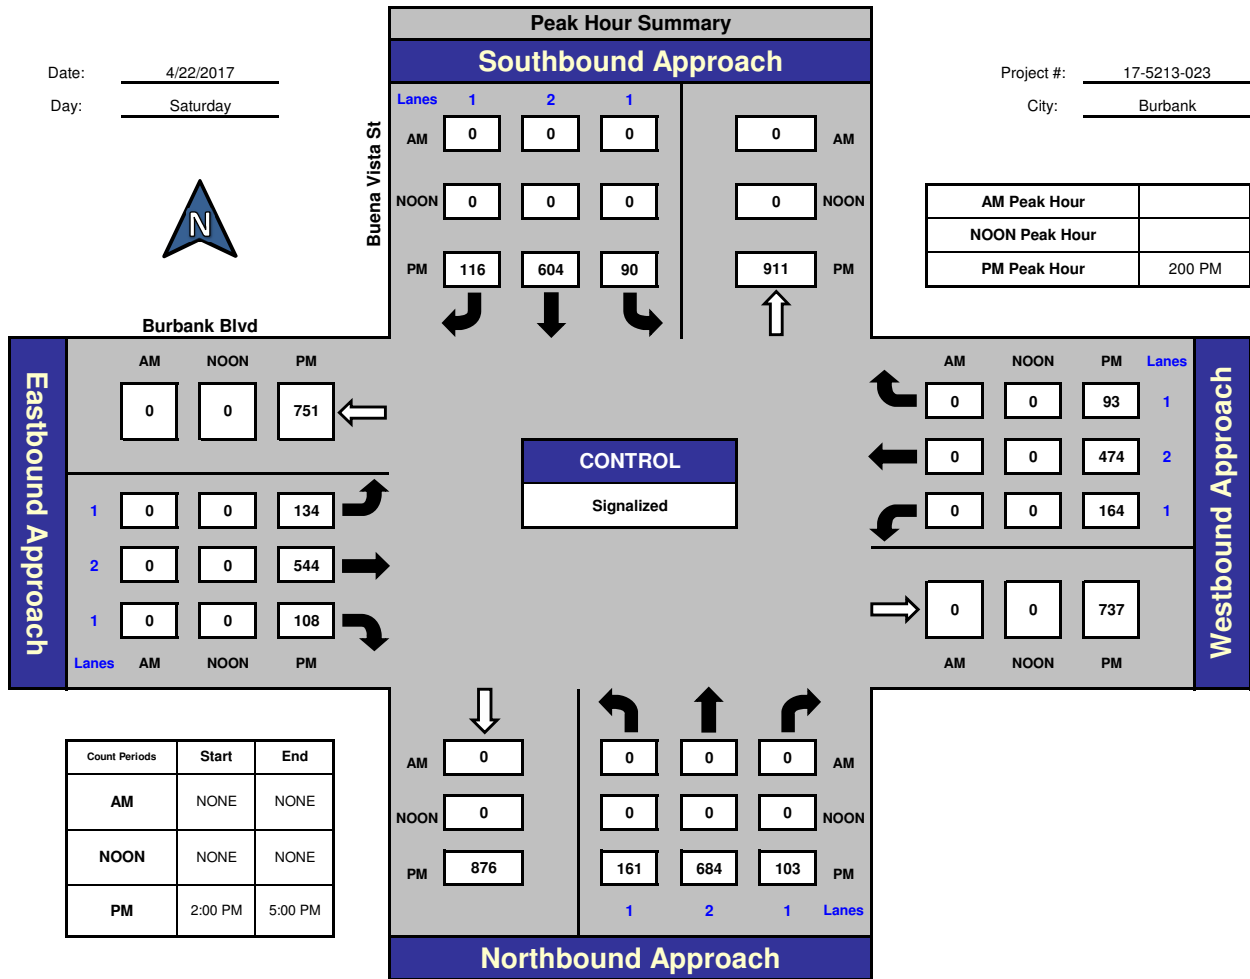 Peak Hour Summary
Southbound Approach
Date: 4/22/2017
Project #: 17-5213-023
Day: Saturday
City: Burbank
Lanes 1 2 1
Buena Vista St
AM 0 0 0 0 AM
NOON 0 0 0 0 NOON
PM 116 604 90 911 PM
N
AM Peak Hour
NOON Peak Hour
PM Peak Hour 200 PM
Burbank Blvd
Eastbound Approach
AM NOON PM
0 0 751
1 0 0 134
2 0 0 544
1 0 0 108
Lanes AM NOON PM
CONTROL
Signalized
AM NOON PM Lanes
0 0 93 1
0 0 474 2
0 0 164 1
0 0 737
AM NOON PM
Westbound Approach
Count Periods Start End
AM NONE NONE
NOON NONE NONE
PM 2:00 PM 5:00 PM
AM 0 0 0 0 AM
NOON 0 0 0 0 NOON
PM 876 161 684 103 PM
1 2 1 Lanes
Northbound Approach